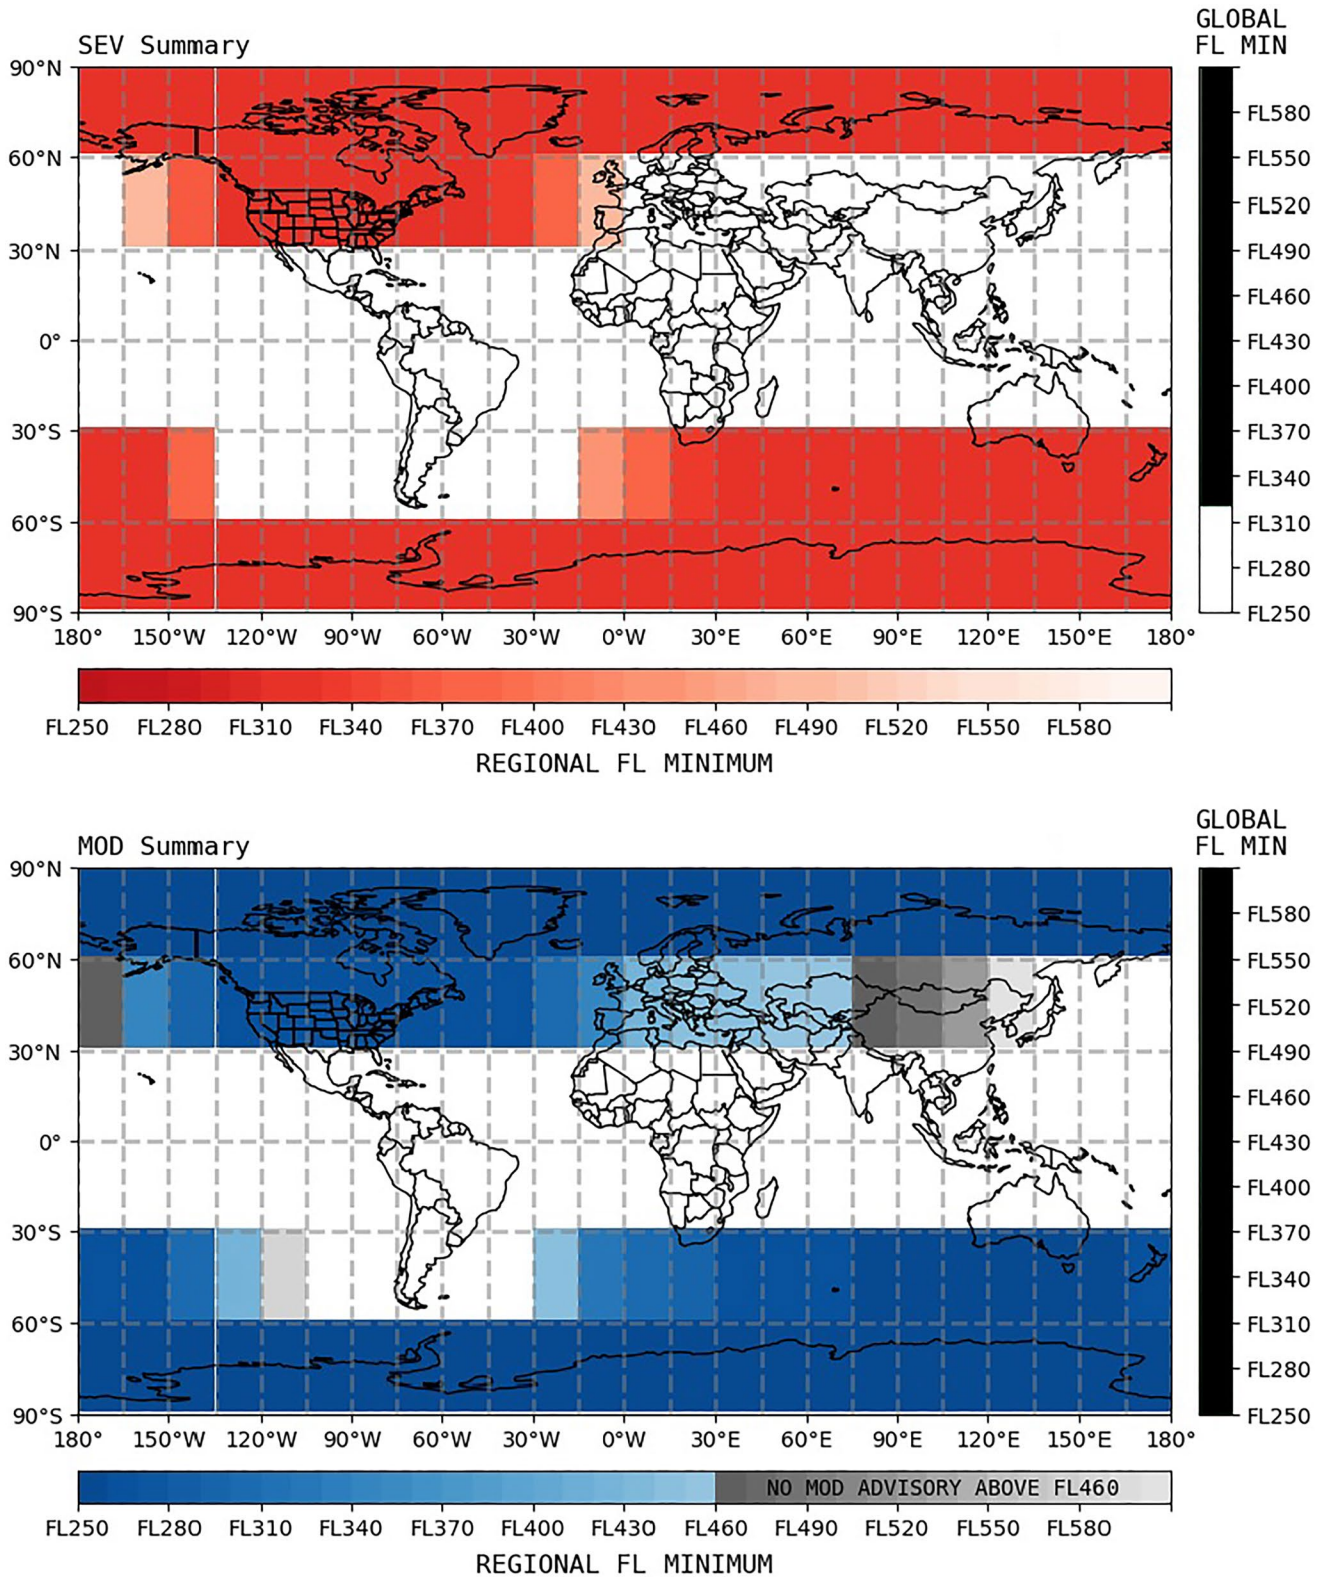 GLOBAL
SEV Summary FL MIN
90°N
FL580
60°N FL550
FL520
30°N FL490
FL460
0° FL430
FL400
30°S FL370
FL340
60°S FL310
FL280
90°S FL250
180° 150°W 120°W 90°W 60°W 30°W 0°W 30°E 60°E 90°E 120°E 150°E 180°
FL250 FL280 FL310 FL340 FL370 FL400 FL430 FL460 FL490 FL520 FL550 FL580
REGIONAL FL MINIMUM
GLOBAL
MOD Summary FL MIN
90°N
FL580
60°N FL550
FL520
30°N FL490
FL460
0° FL430
FL400
30°S FL370
FL340
60°S FL310
FL280
90°S FL250
180° 150°W 120°W 90°W 60°W 30°W 0°W 30°E 60°E 90°E 120°E 150°E 180°
NO MOD ADVISORY ABOVE FL460
FL250 FL280 FL310 FL340 FL370 FL400 FL430 FL460 FL490 FL520 FL550 FL580
REGIONAL FL MINIMUM